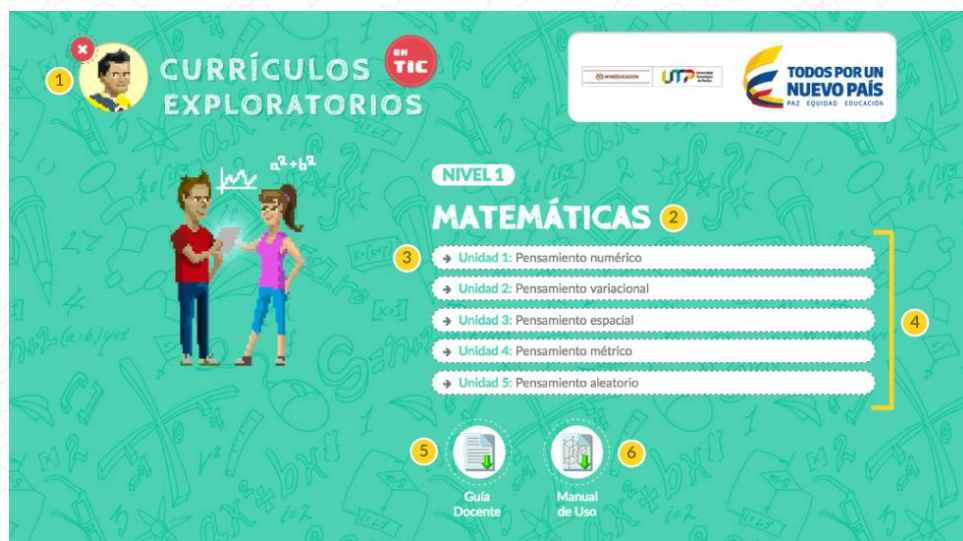 1
CURRÍCULOS
EN
TIC
EXPLORATORIOS
MINEDUCACIÓN
UTP
TODOS POR UN
NUEVO PAÍS
PAZ EQUIDAD EDUCACIÓN
a²+b²
NIVEL 1
MATEMÁTICAS 2
3
Unidad 1: Pensamiento numérico
Unidad 2: Pensamiento variacional
Unidad 3: Pensamiento espacial
4
Unidad 4: Pensamiento métrico
Unidad 5: Pensamiento aleatorio
5
6
Guía
Docente
Manual
de Uso